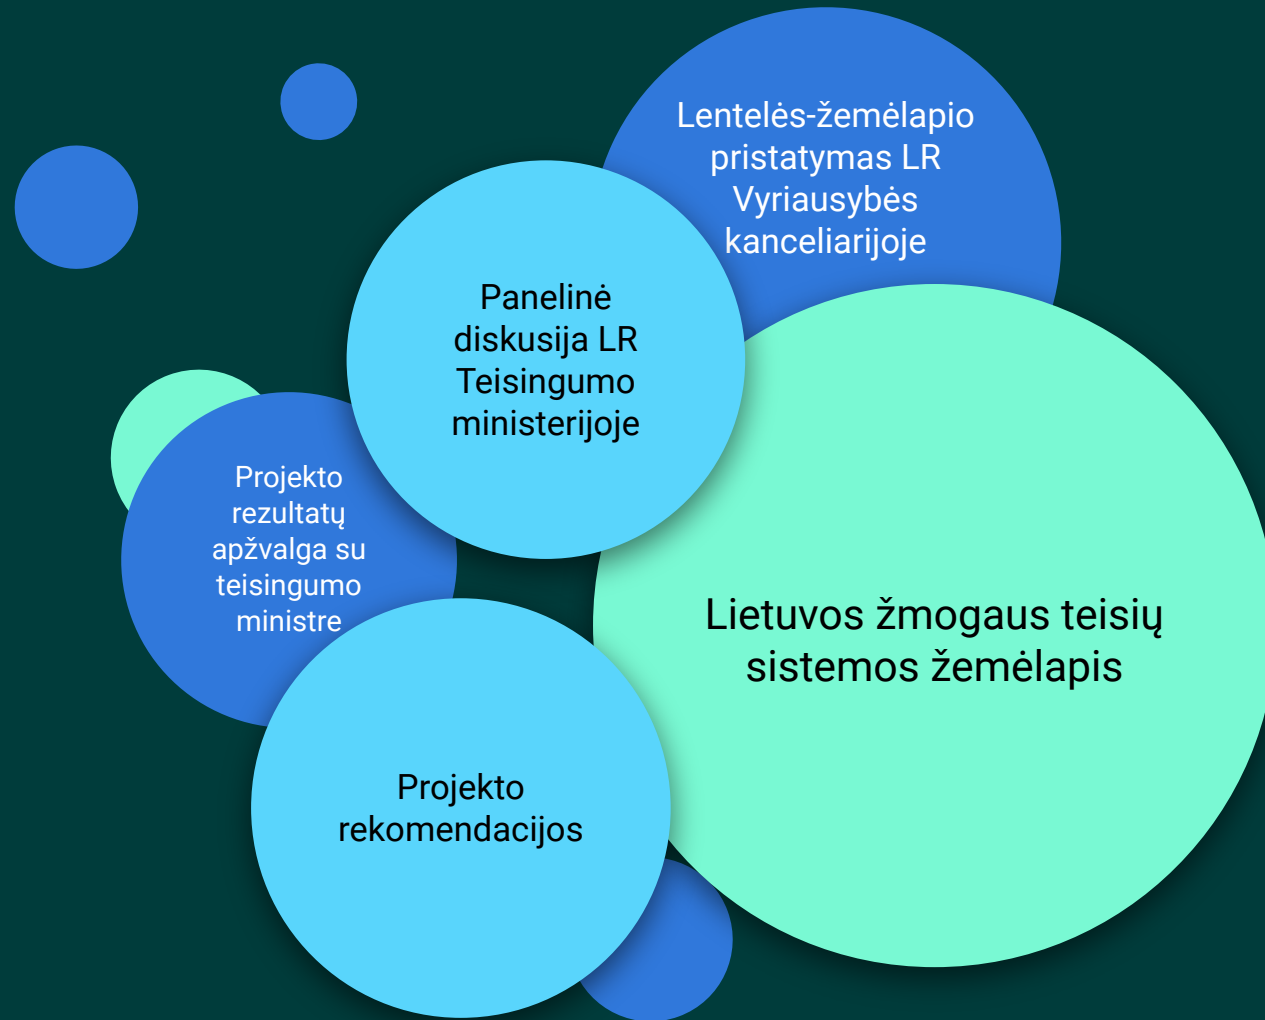 Lentelės-žemėlapio
pristatymas LR
Vyriausybės
kanceliarijoje
Panelinė
diskusija LR
Teisingumo
ministerijoje
Projekto
rezultatų
apžvalga su
teisingumo
ministre
Lietuvos žmogaus teisių
sistemos žemėlapis
Projekto
rekomendacijos